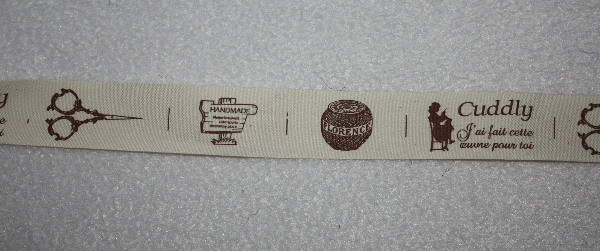 y
HANDMADE
LORENCE
Cuddly
J'ai fait cette
œuvre pour toi